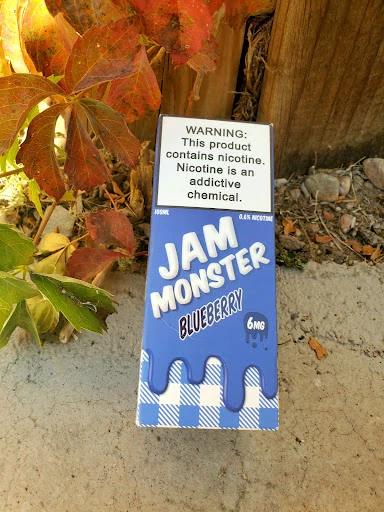 WARNING:
This product
contains nicotine.
Nicotine is an
addictive
chemical.
100ML 0.6% NICOTINE
JAM
MONSTER
BLUEBERRY
6MG